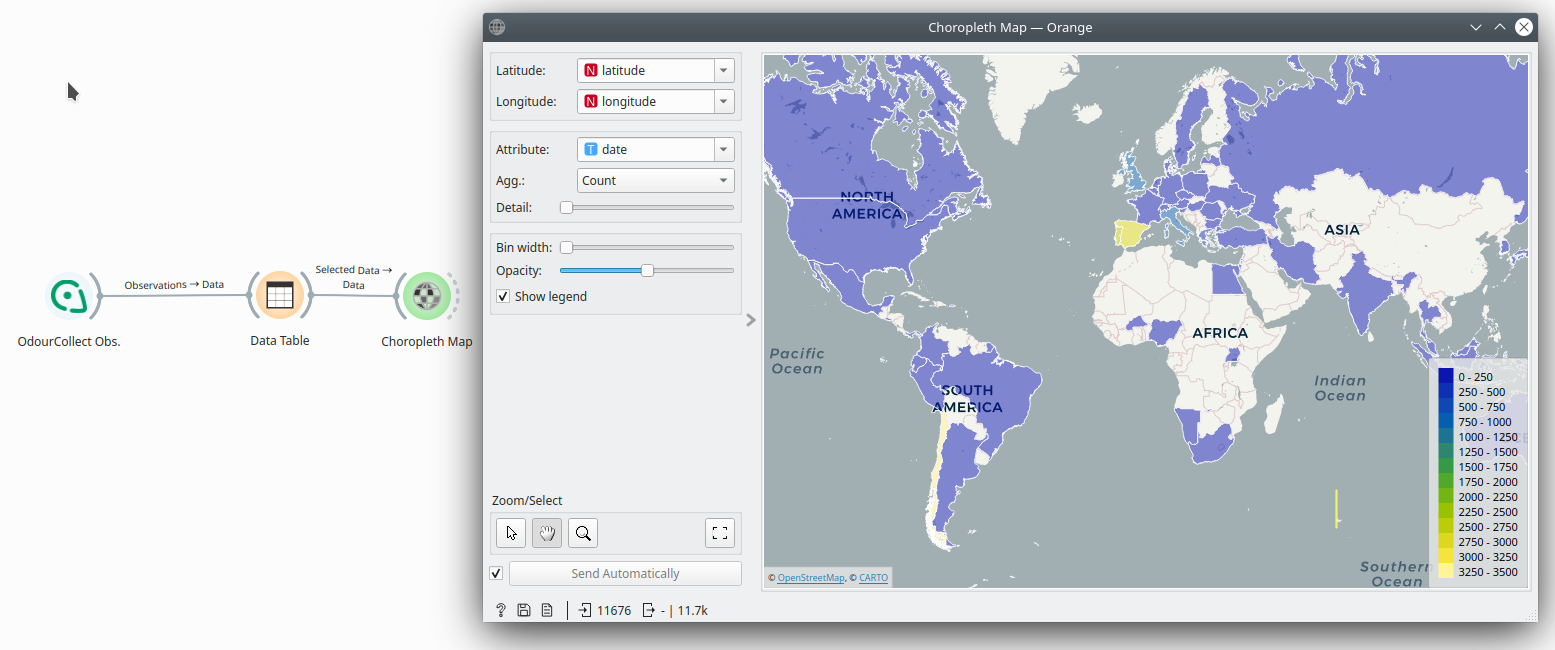 Choropleth Map — Orange
Latitude:
N latitude
Longitude:
N longitude
Attribute:
T date
Agg.:
Count
Detail:
Bin width:
Opacity:
Show legend
Observations → Data
Selected Data →
Data
OdourCollect Obs.
Data Table
Choropleth Map
NORTH
AMERICA
ASIA
AFRICA
Pacific
Ocean
SOUTH
AMERICA
Indian
Ocean
Southern
Ocean
0 - 250
250 - 500
500 - 750
750 - 1000
1000 - 1250
1250 - 1500
1500 - 1750
1750 - 2000
2000 - 2250
2250 - 2500
2500 - 2750
2750 - 3000
3000 - 3250
3250 - 3500
© OpenStreetMap, © CARTO
Zoom/Select
Send Automatically
? 11676 - | 11.7k